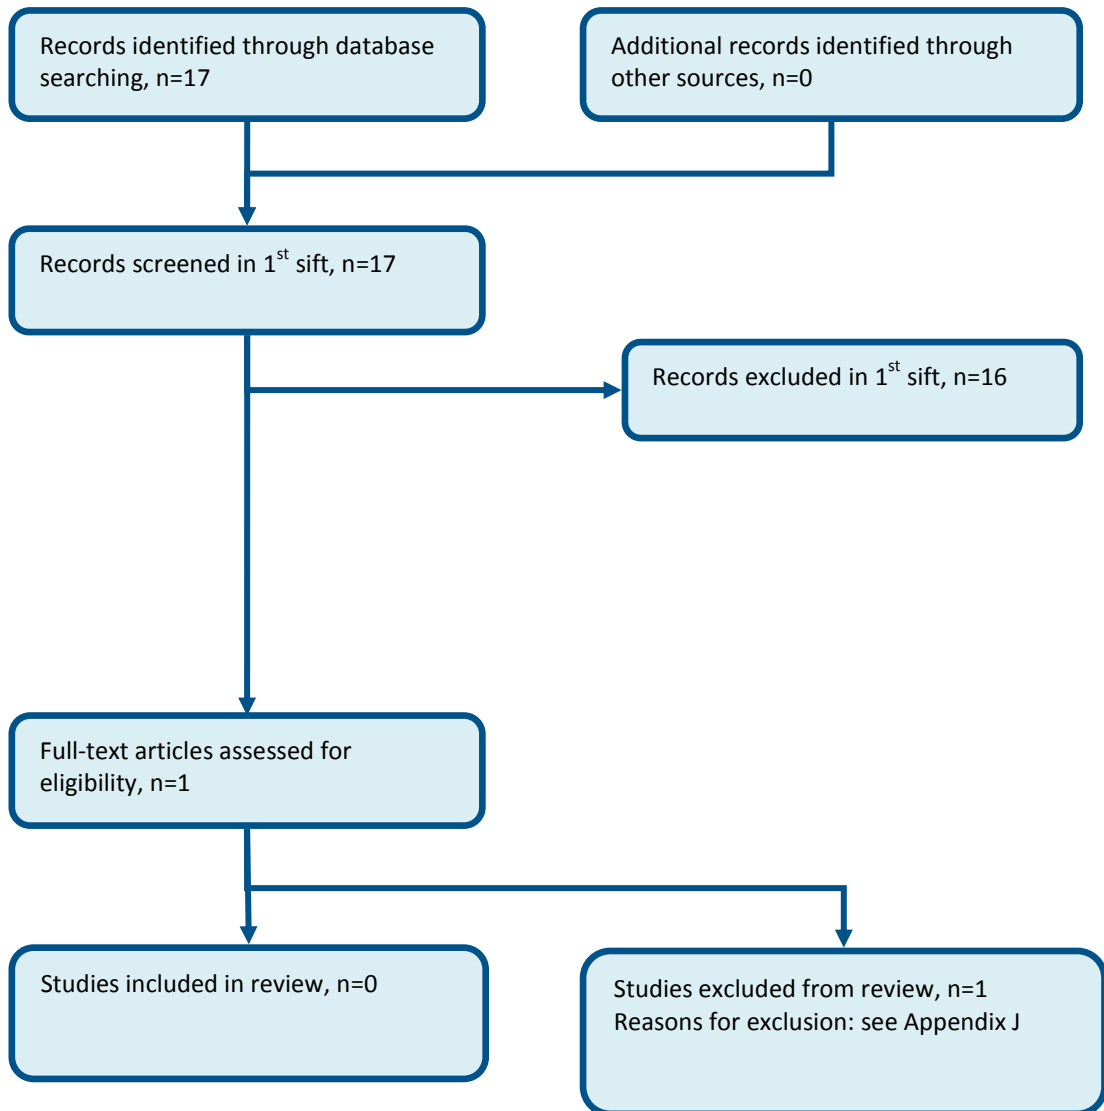 Records identified through database
searching, n=17
Additional records identified through
other sources, n=0
Records screened in 1st sift, n=17
Records excluded in 1st sift, n=16
Full-text articles assessed for
eligibility, n=1
Studies included in review, n=0
Studies excluded from review, n=1
Reasons for exclusion: see Appendix J